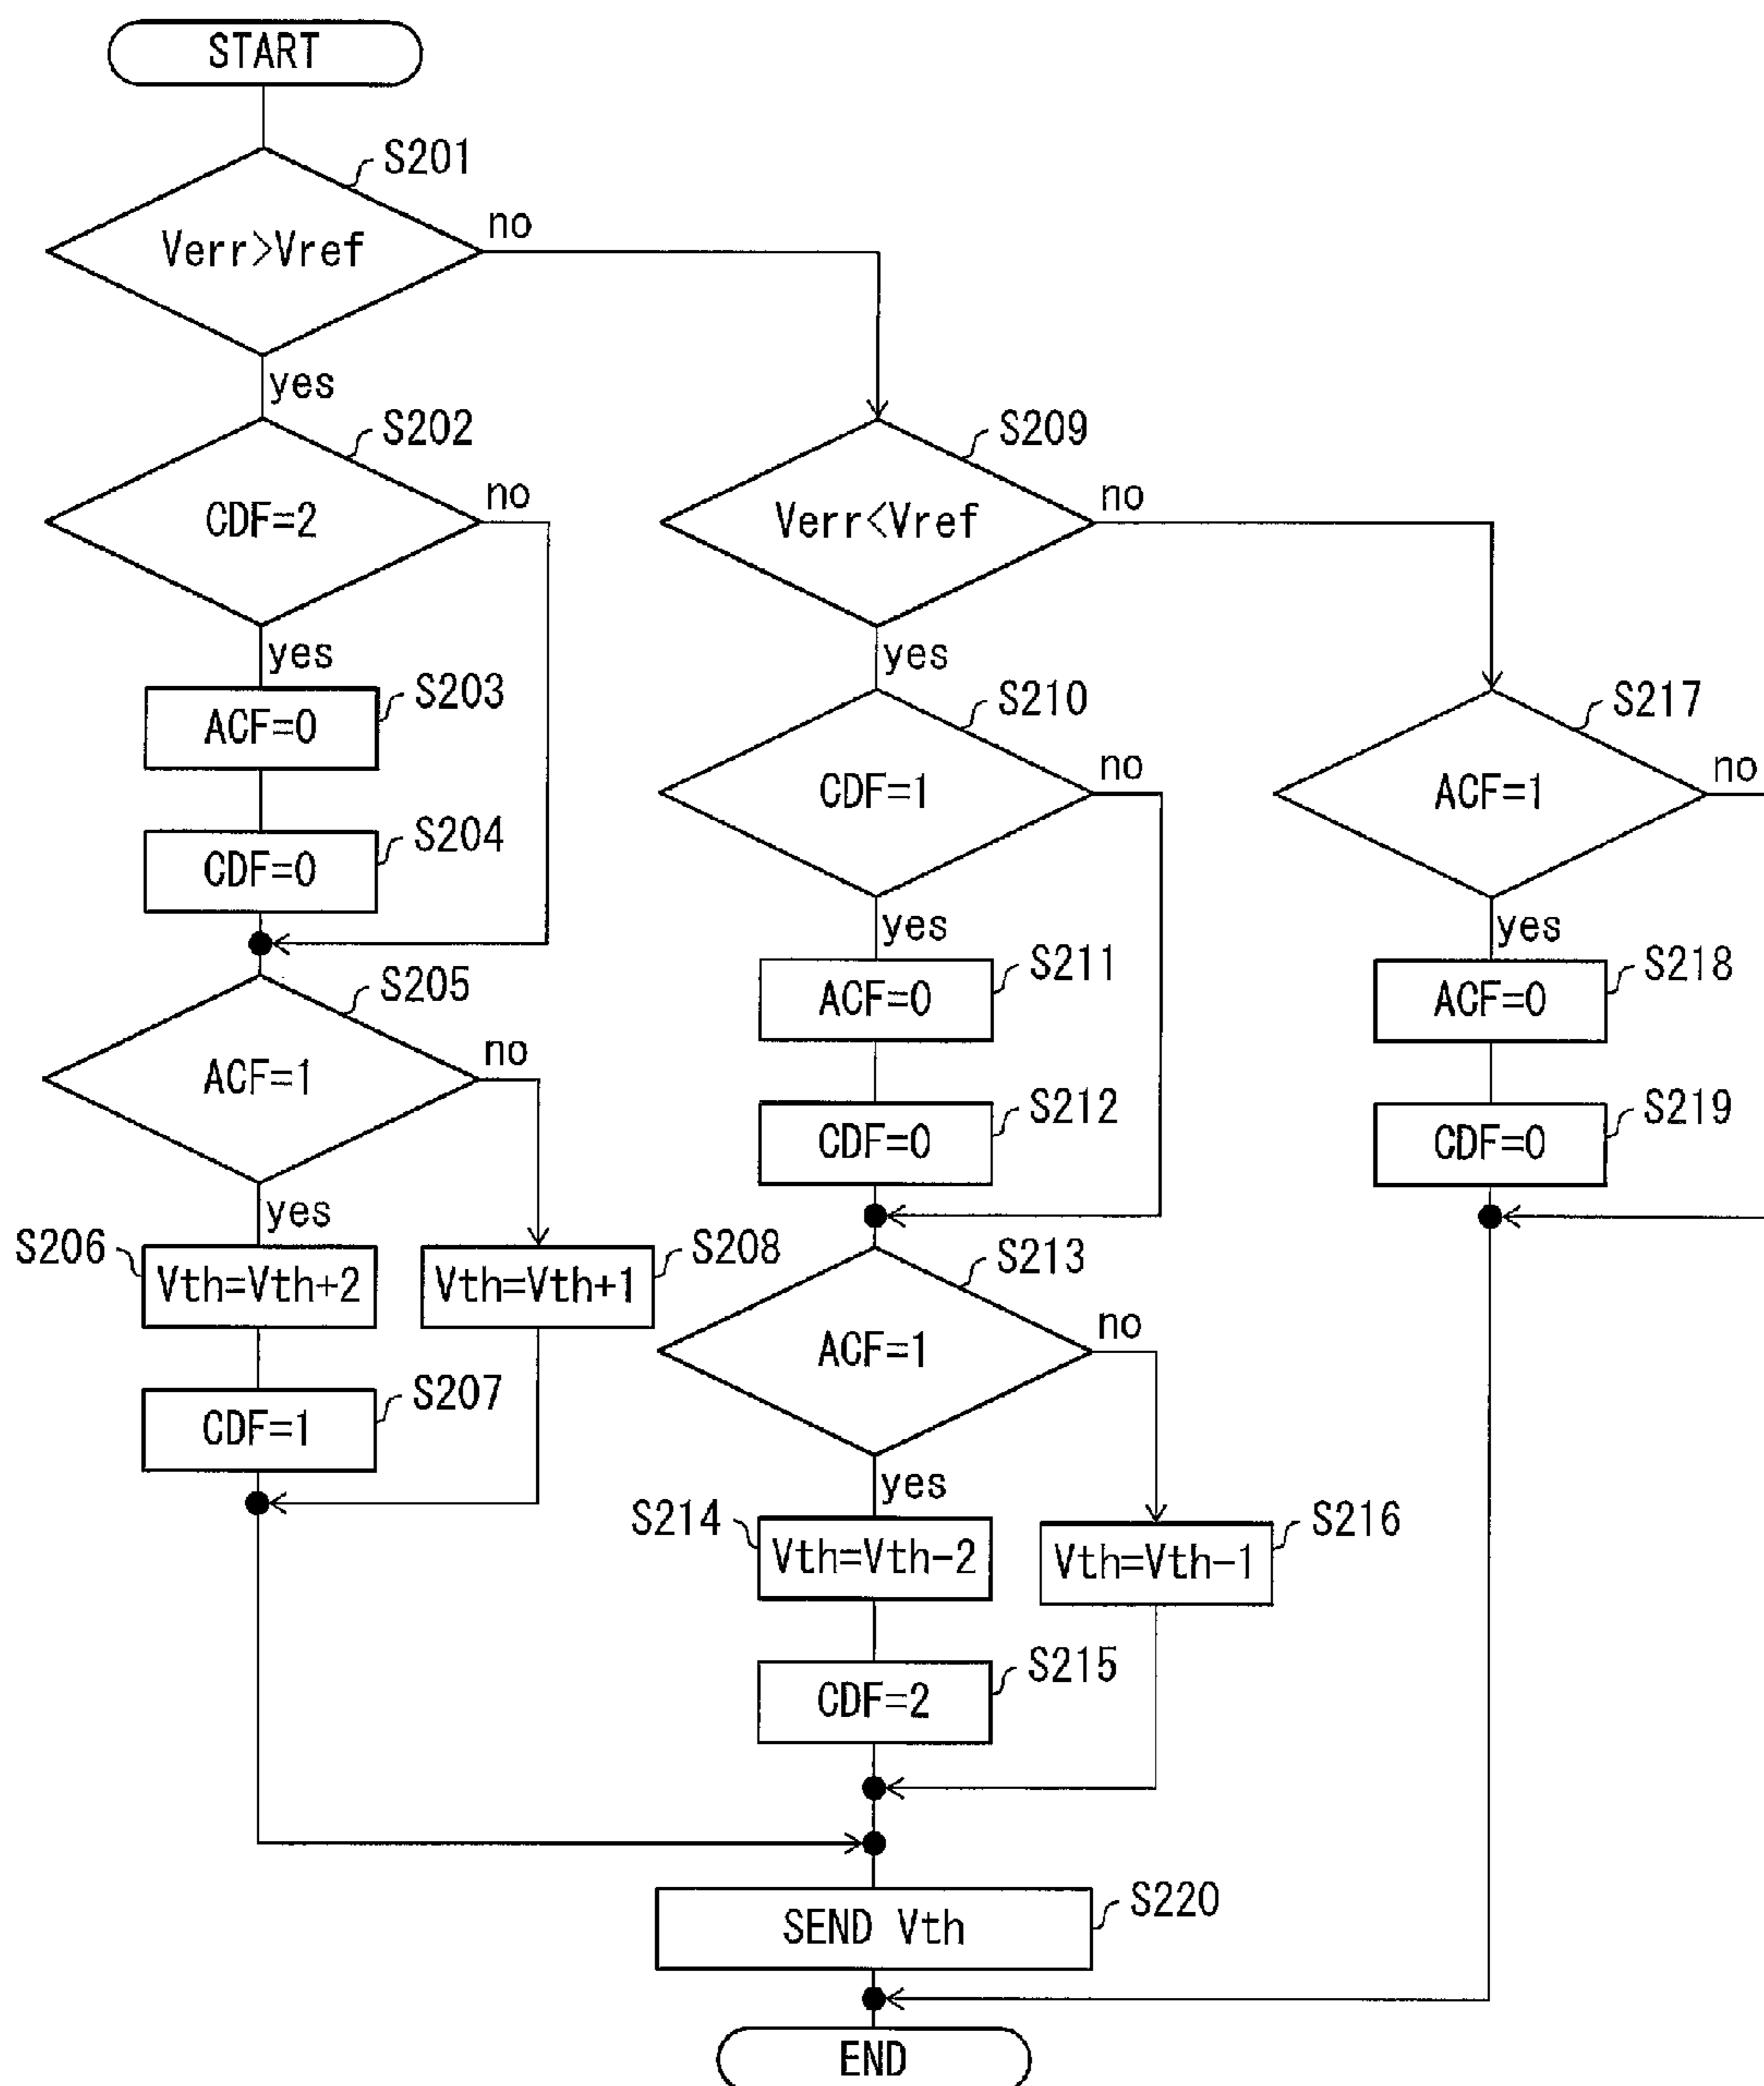 START
S201
Verr>Vref
no
yes
S202
CDF=2
no
yes
S203
ACF=0
S204
CDF=0
S205
ACF=1
no
yes
S206
Vth=Vth+2
S208
Vth=Vth+1
S207
CDF=1
S209
Verr<Vref
no
yes
S210
CDF=1
no
yes
S211
ACF=0
S212
CDF=0
S213
ACF=1
no
yes
S214
Vth=Vth-2
S216
Vth=Vth-1
S215
CDF=2
S217
ACF=1
no
yes
S218
ACF=0
S219
CDF=0
S220
SEND Vth
END